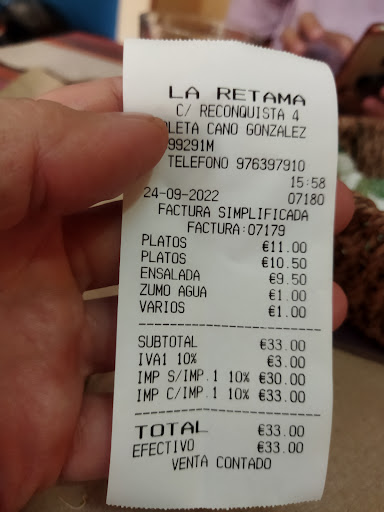 LA RETAMA
C/ RECONQUISTA 4
CANO GONZALEZ
99291M
TELEFONO 976397910
15:58
24-09-2022 07180
FACTURA SIMPLIFICADA
FACTURA:07179
PLATOS €11.00
PLATOS €10.50
ENSALADA €9.50
ZUMO AGUA €1.00
VARIOS €1.00
SUBTOTAL €33.00
IVA1 10% €3.00
IMP S/IMP.1 10% €30.00
IMP C/IMP.1 10% €33.00
TOTAL €33.00
EFECTIVO €33.00
VENTA CONTADO